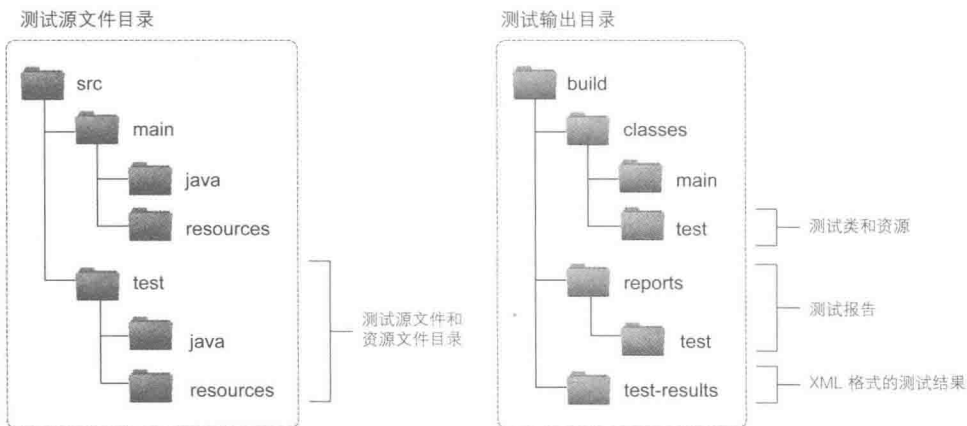 测试源文件目录
src
main
java
resources
test
java
resources
测试源文件和
资源文件目录
测试输出目录
build
classes
main
test
测试类和资源
reports
测试报告
test
test-results
XML 格式的测试结果